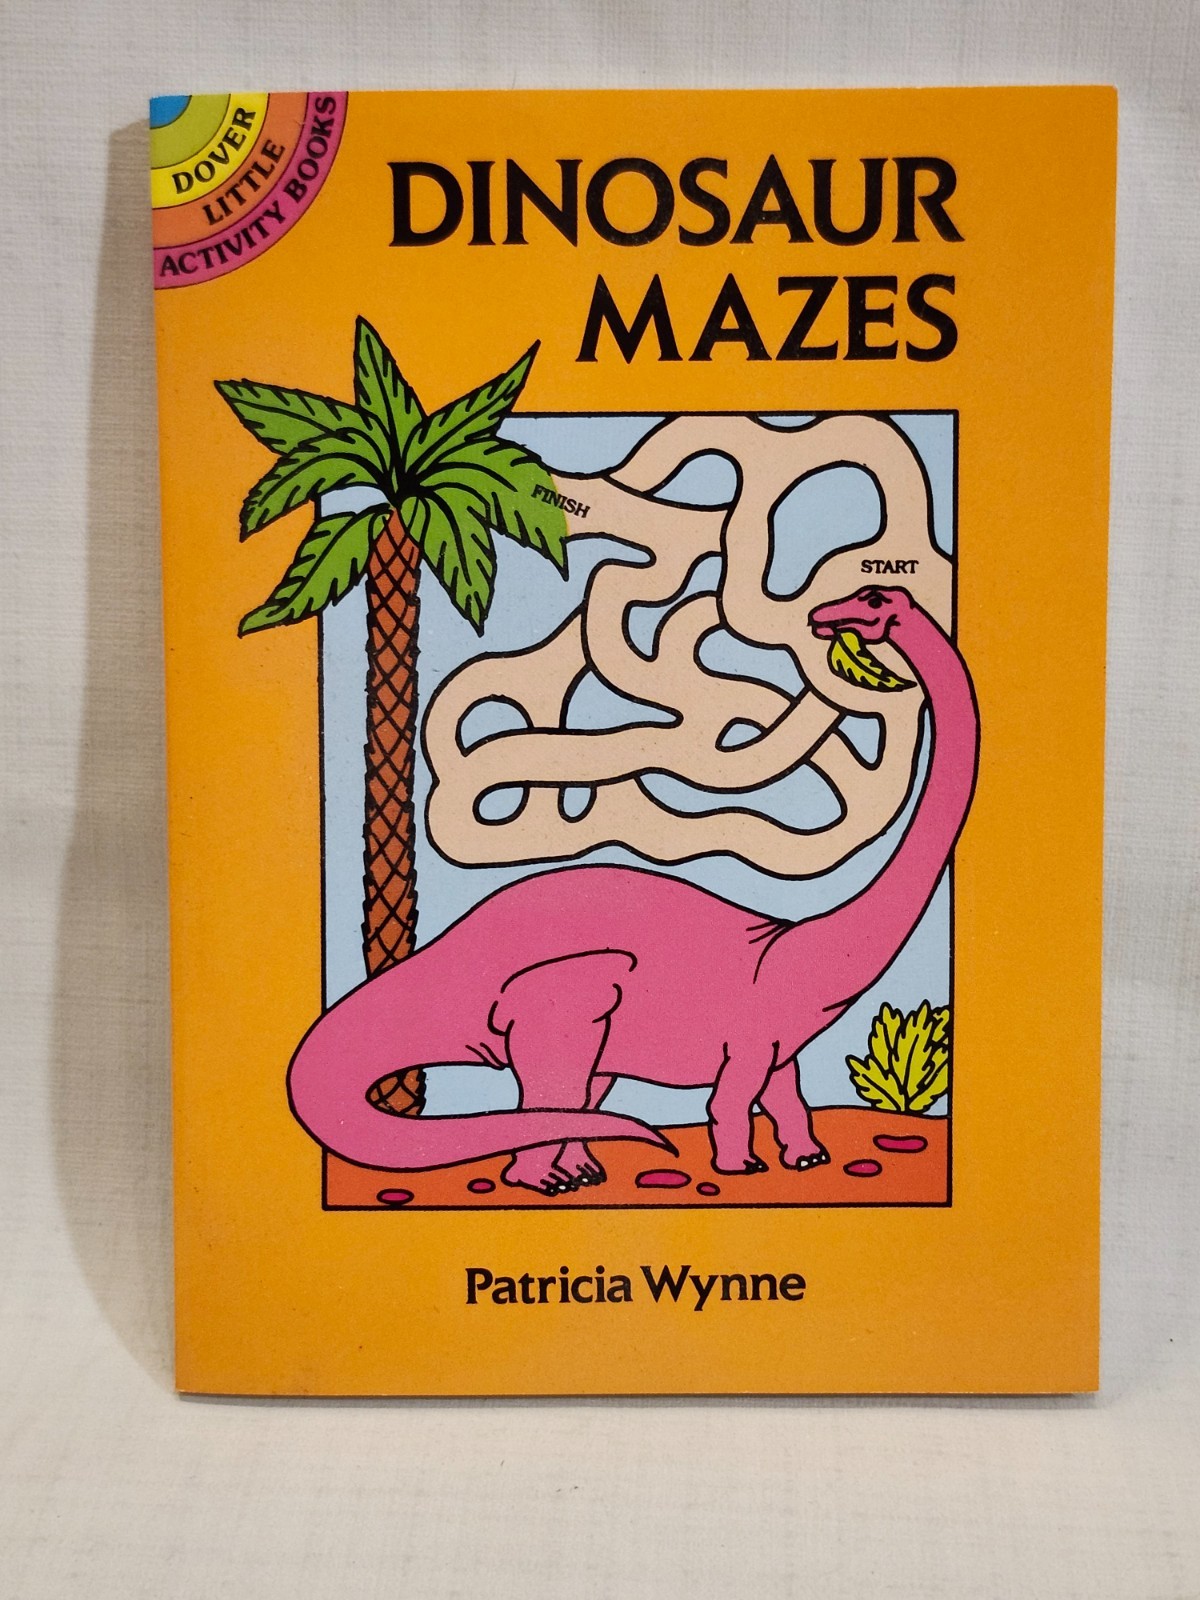 DOVER
LITTLE
ACTIVITY BOOKS
DINOSAUR
MAZES
FINISH
START
Patricia Wynne